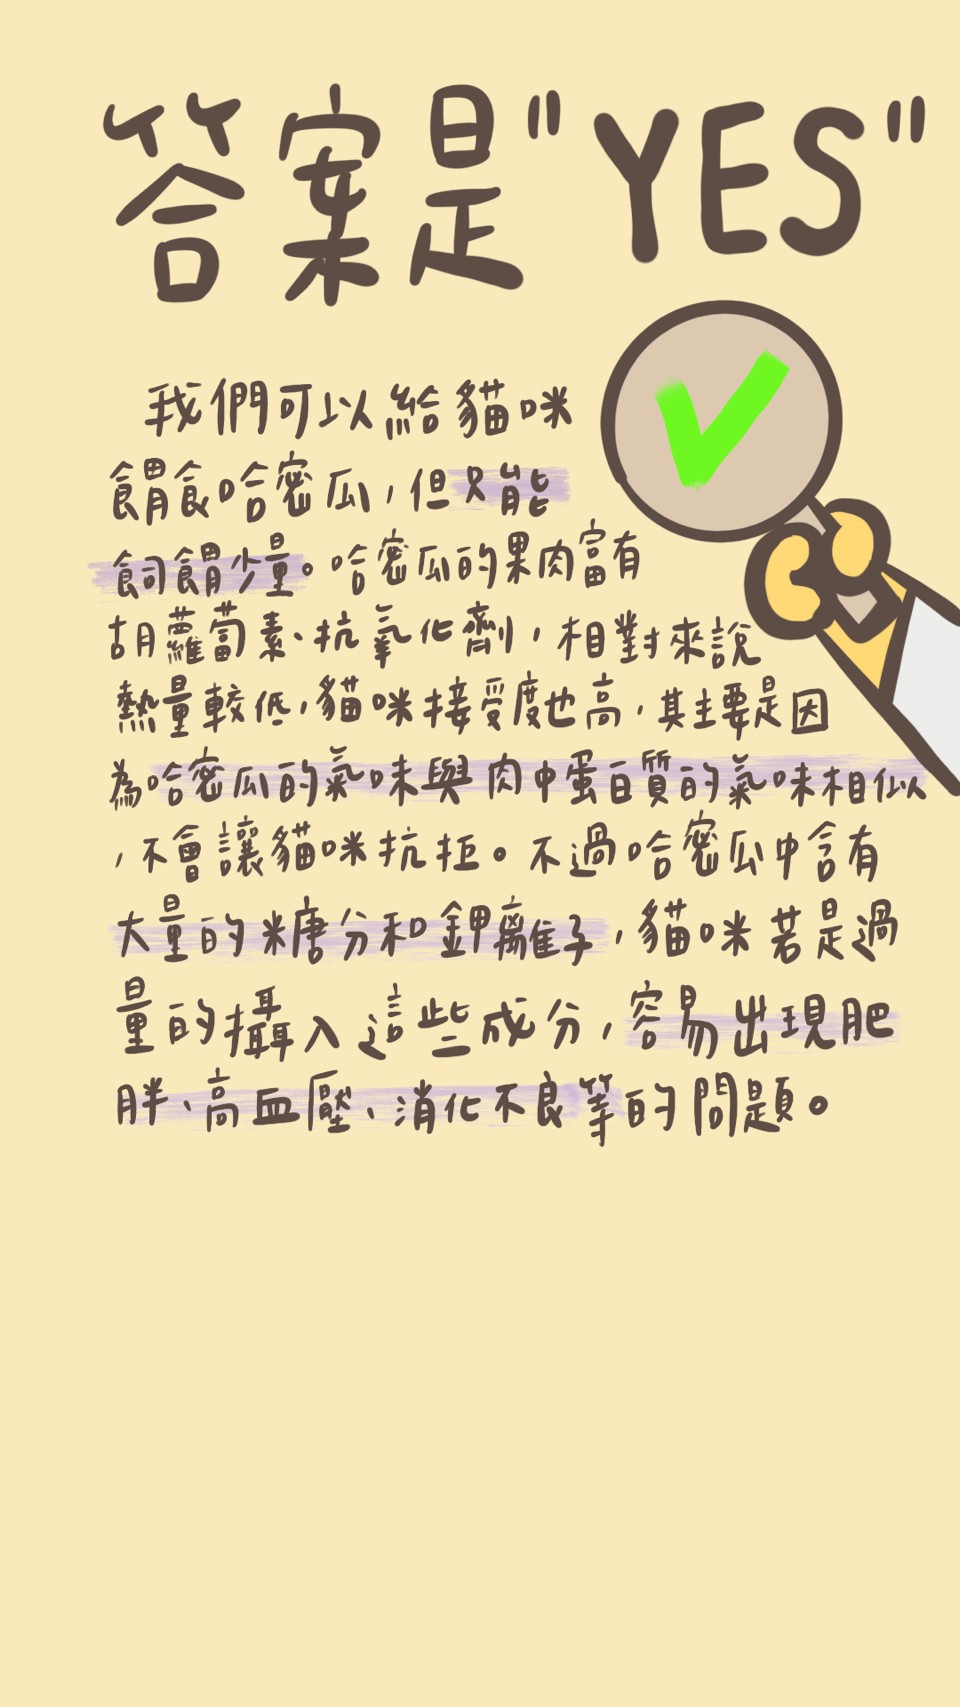 答案是"YES"
我們可以給貓咪
餵食哈密瓜,但只能
飼餵少量。哈密瓜的果肉富有
胡蘿蔔素、抗氧化劑,相對來說
熱量較低,貓咪接受度也高,其主要是因
為哈密瓜的氣味與肉中蛋白質的氣味相似
,不會讓貓咪抗拒。不過哈密瓜中含有
大量的糖分和鉀離子,貓咪若是過
量的攝入這些成分,容易出現肥
胖、高血壓、消化不良等的問題。